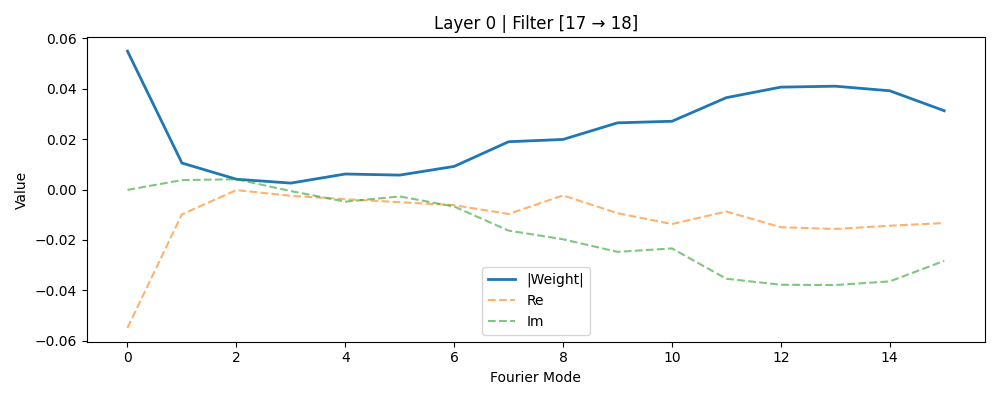 Layer 0 | Filter [17 → 18]
0.06
0.04
0.02
0.00
−0.02
−0.04
−0.06
Value
|Weight|
Re
Im
0 2 4 6 8 10 12 14
Fourier Mode